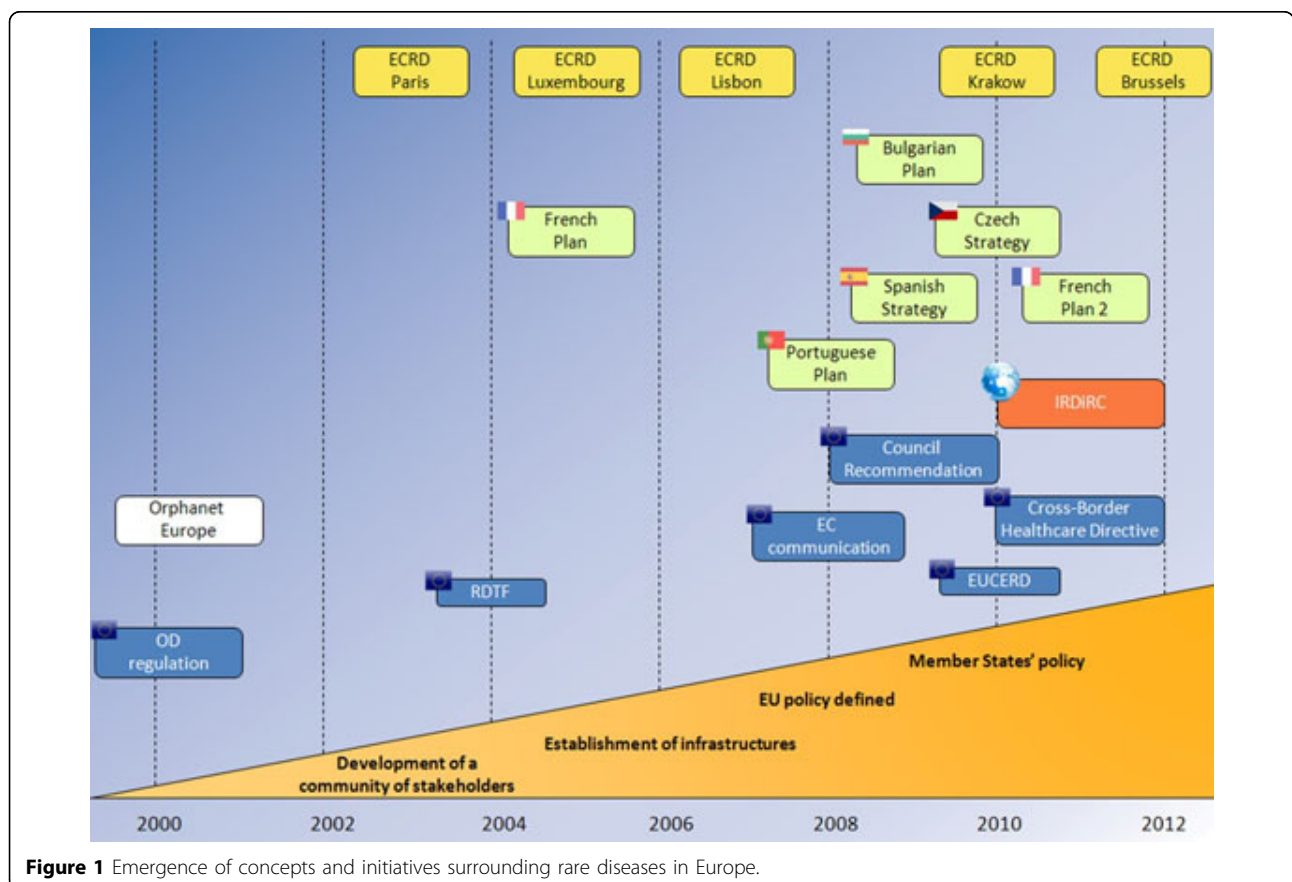 ECRD
Paris
ECRD
Luxembourg
ECRD
Lisbon
ECRD
Krakow
ECRD
Brussels
Bulgarian
Plan
French
Plan
Czech
Strategy
Spanish
Strategy
French
Plan 2
Portuguese
Plan
IRDiRC
Council
Recommendation
Orphanet
Europe
EC
communication
Cross-Border
Healthcare Directive
RDTF
EUCERD
OD
regulation
Member States' policy
EU policy defined
Establishment of infrastructures
Development of a
community of stakeholders
2000 2002 2004 2006 2008 2010 2012
Figure 1 Emergence of concepts and initiatives surrounding rare diseases in Europe.